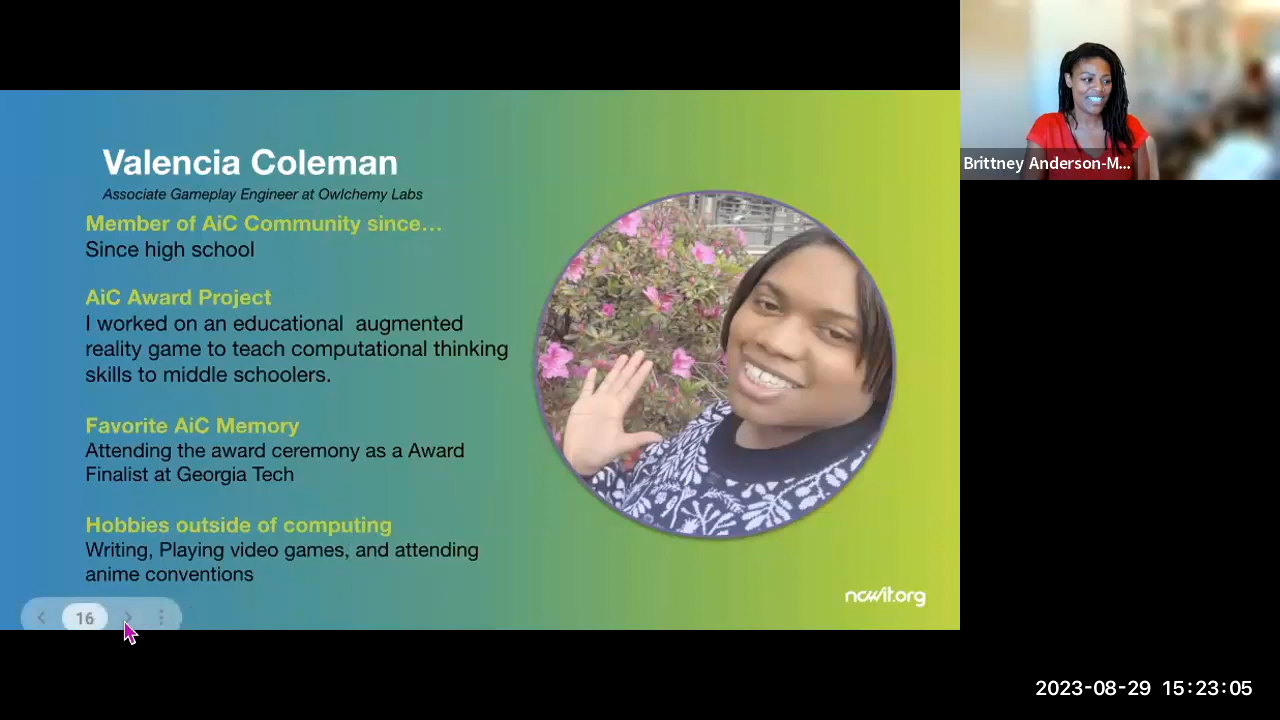 Valencia Coleman
Associate Gameplay Engineer at Owlchemy Labs
Member of AiC Community since...
Since high school
AiC Award Project
I worked on an educational augmented
reality game to teach computational thinking
skills to middle schoolers.
Favorite AiC Memory
Attending the award ceremony as a Award
Finalist at Georgia Tech
Hobbies outside of computing
Writing, Playing video games, and attending
anime conventions
16
ncwit.org
Brittney Anderson-M...
2023-08-29 15:23:05